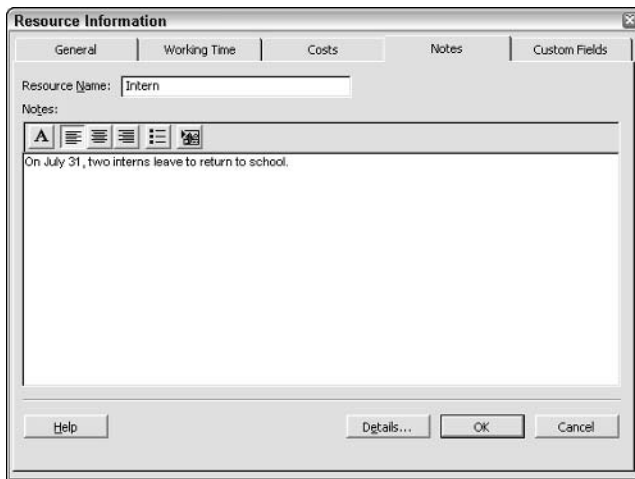 Resource Information
General Working Time Costs Notes Custom Fields
Resource Name: Intern
Notes:
A
On July 31, two interns leave to return to school.
Help Details... OK Cancel